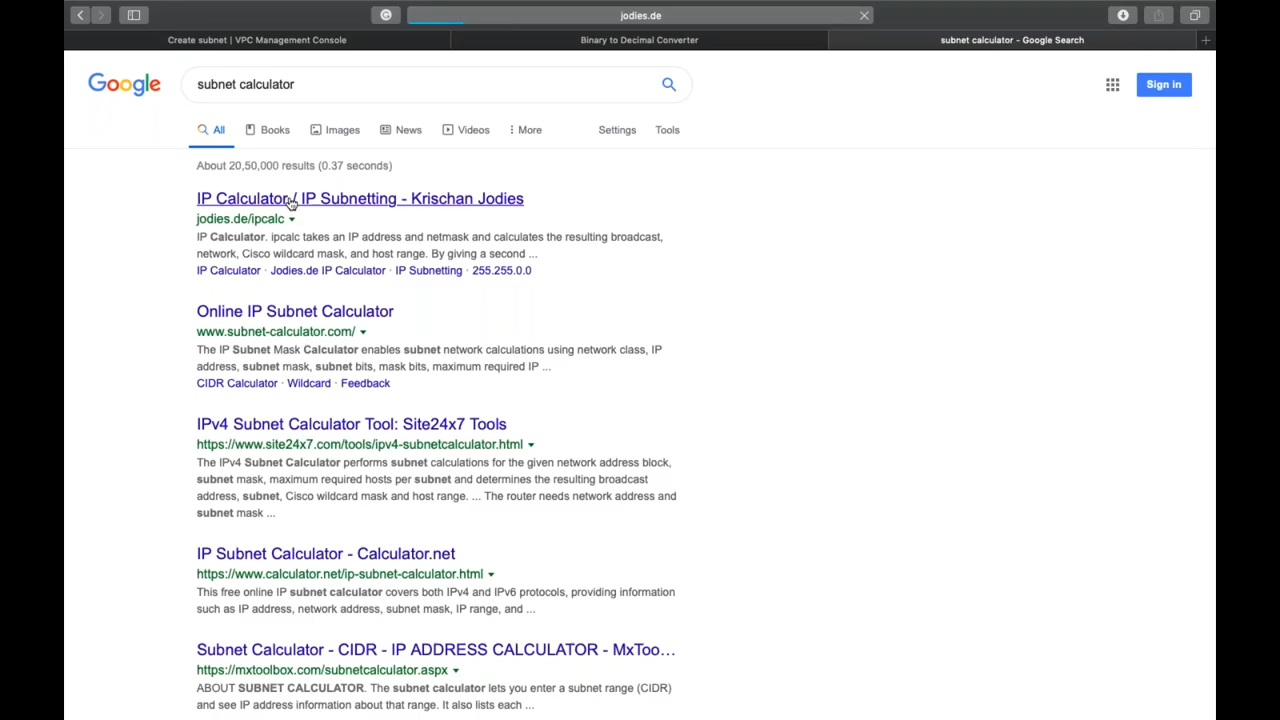 jodies.de
Create subnet | VPC Management Console
Binary to Decimal Converter
subnet calculator - Google Search
Google
subnet calculator
Sign in
All
Books
Images
News
Videos
More
Settings
Tools
About 20,50,000 results (0.37 seconds)
IP Calculator / IP Subnetting - Krischan Jodies
jodies.de/ipcalc
IP Calculator. ipcalc takes an IP address and netmask and calculates the resulting broadcast,
network, Cisco wildcard mask, and host range. By giving a second ...
IP Calculator · Jodies.de IP Calculator · IP Subnetting · 255.255.0.0
Online IP Subnet Calculator
www.subnet-calculator.com/
The IP Subnet Mask Calculator enables subnet network calculations using network class, IP
address, subnet mask, subnet bits, mask bits, maximum required IP ...
CIDR Calculator · Wildcard · Feedback
IPv4 Subnet Calculator Tool: Site24x7 Tools
https://www.site24x7.com/tools/ipv4-subnetcalculator.html
The IPv4 Subnet Calculator performs subnet calculations for the given network address block,
subnet mask, maximum required hosts per subnet and determines the resulting broadcast
address, subnet, Cisco wildcard mask and host range. ... The router needs network address and
subnet mask ...
IP Subnet Calculator - Calculator.net
https://www.calculator.net/ip-subnet-calculator.html
This free online IP subnet calculator covers both IPv4 and IPv6 protocols, providing information
such as IP address, network address, subnet mask, IP range, and ...
Subnet Calculator - CIDR - IP ADDRESS CALCULATOR - MxToo...
https://mxtoolbox.com/subnetcalculator.aspx
ABOUT SUBNET CALCULATOR. The subnet calculator lets you enter a subnet range (CIDR)
and see IP address information about that range. It also lists each ...